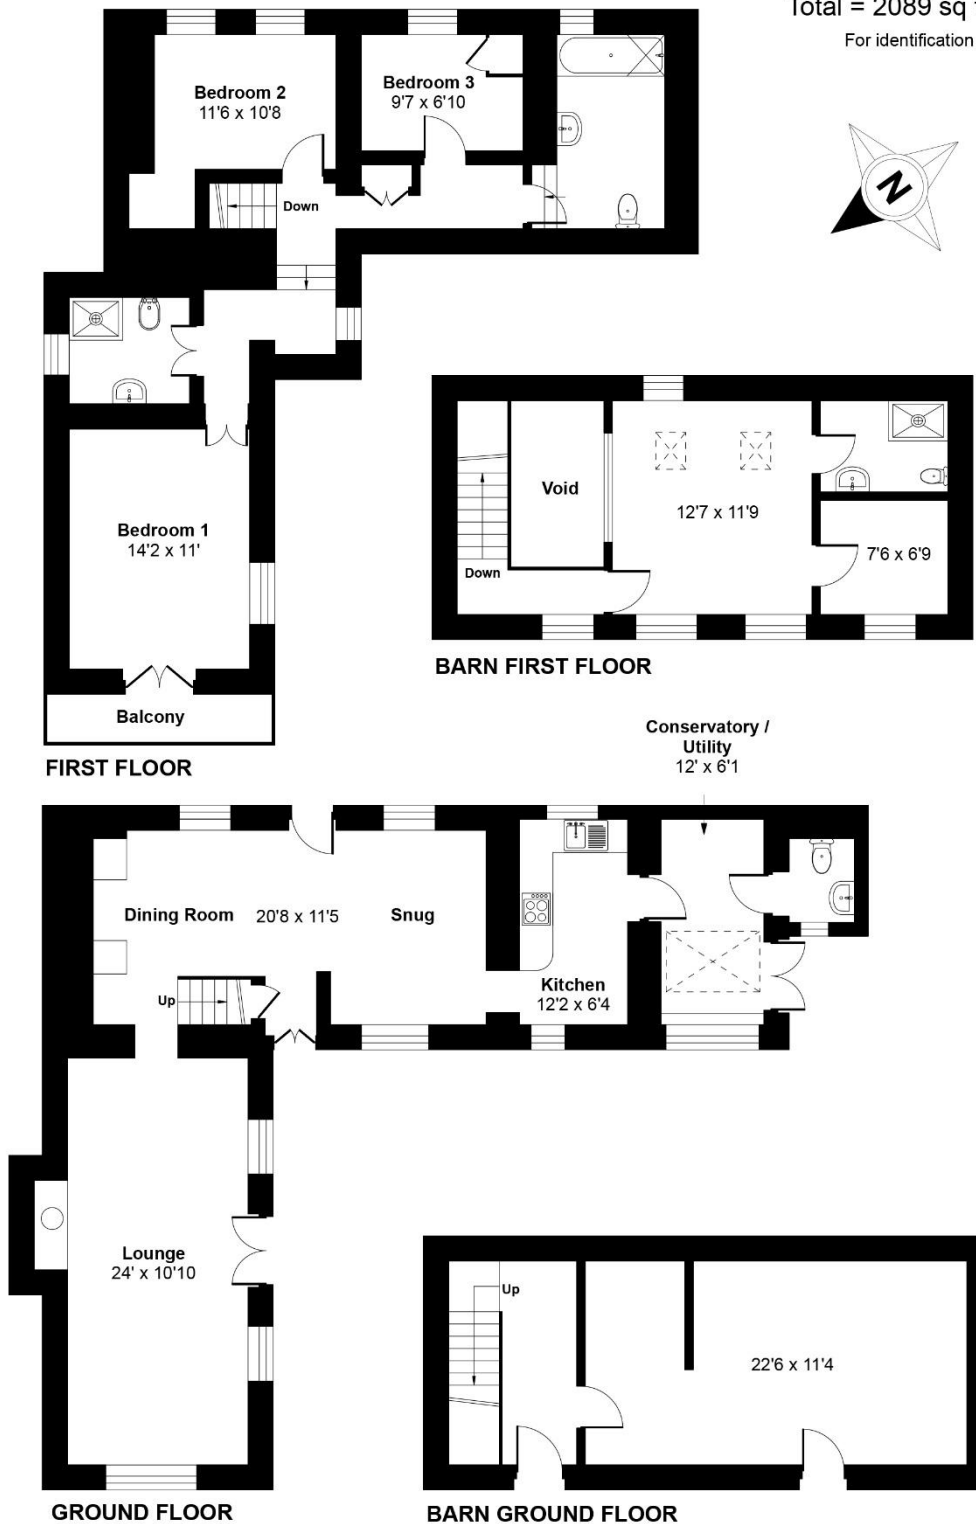 Total = 2089 sq
For identification
Bedroom 2
11'6 x 10'8
Bedroom 3
9'7 x 6'10
Down
N
Bedroom 1
14'2 x 11'
Balcony
FIRST FLOOR
Void
12'7 x 11'9
7'6 x 6'9
Down
BARN FIRST FLOOR
Conservatory /
Utility
12' x 6'1
Dining Room
20'8 x 11'5
Snug
Up
Kitchen
12'2 x 6'4
Lounge
24' x 10'10
GROUND FLOOR
Up
22'6 x 11'4
BARN GROUND FLOOR